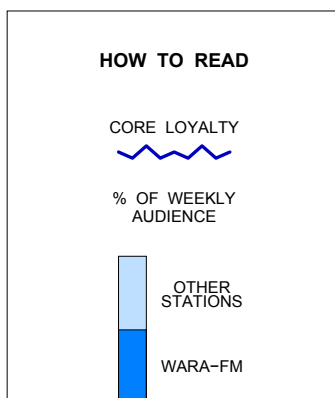 HOW TO READ
CORE LOYALTY
% OF WEEKLY
AUDIENCE
OTHER
STATIONS
WARA−FM